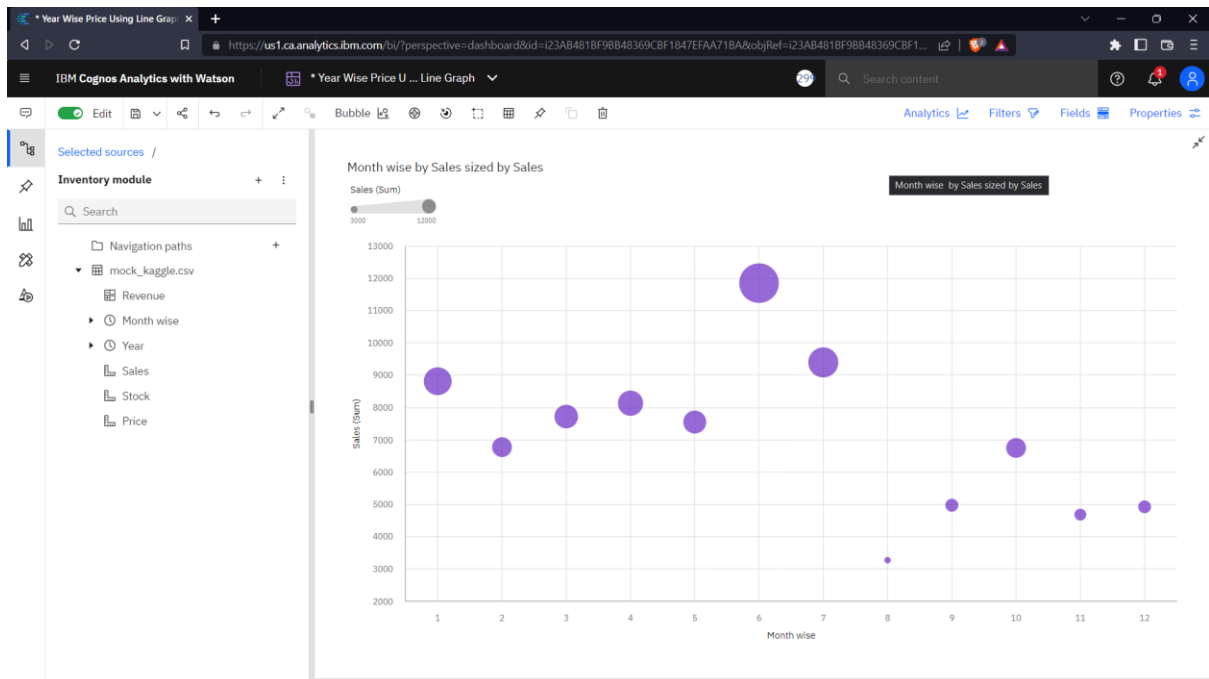 * Year Wise Price Using Line Grap
https://us1.ca.analytics.ibm.com/bi/?perspective=dashboard&id=i23AB481BF9BB48369CBF1847EFAA71BA&objRef=i23AB481BF9BB48369CBF1...
IBM Cognos Analytics with Watson
* Year Wise Price U ... Line Graph
299
Search content
1
Edit
Bubble
Analytics
Filters
Fields
Properties
Selected sources /
Inventory module
Search
Navigation paths
mock_kaggle.csv
Revenue
Month wise
Year
Sales
Stock
Price
Month wise by Sales sized by Sales
Month wise by Sales sized by Sales
Sales (Sum)
3000 12000
13000
12000
11000
10000
9000
8000
7000
6000
5000
4000
3000
2000
Sales (Sum)
1 2 3 4 5 6 7 8 9 10 11 12
Month wise